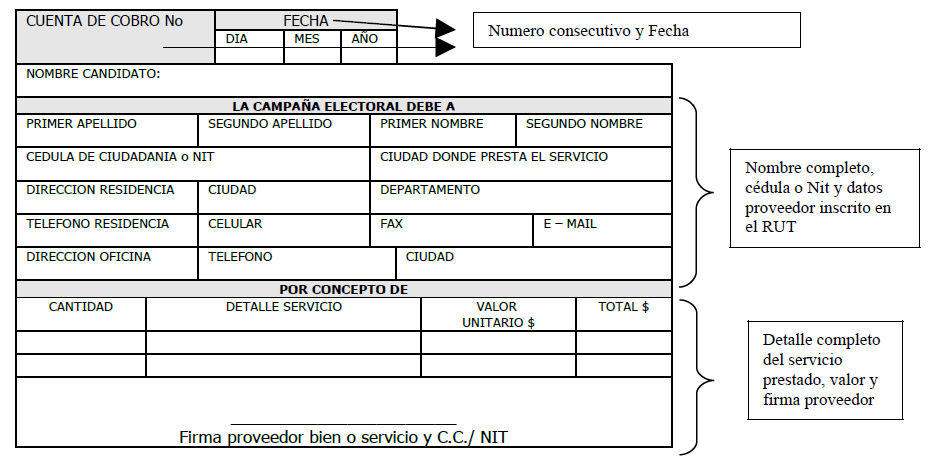 CUENTA DE COBRO No
FECHA
DIA MES AÑO
Numero consecutivo y Fecha
NOMBRE CANDIDATO:
LA CAMPAÑA ELECTORAL DEBE A
PRIMER APELLIDO SEGUNDO APELLIDO PRIMER NOMBRE SEGUNDO NOMBRE
CEDULA DE CIUDADANIA o NIT CIUDAD DONDE PRESTA EL SERVICIO
DIRECCION RESIDENCIA CIUDAD DEPARTAMENTO
TELEFONO RESIDENCIA CELULAR FAX E – MAIL
DIRECCION OFICINA TELEFONO CIUDAD
Nombre completo,
cédula o Nit y datos
proveedor inscrito en
el RUT
POR CONCEPTO DE
CANTIDAD DETALLE SERVICIO VALOR UNITARIO $ TOTAL $
Detalle completo
del servicio
prestado, valor y
firma proveedor
Firma proveedor bien o servicio y C.C./ NIT